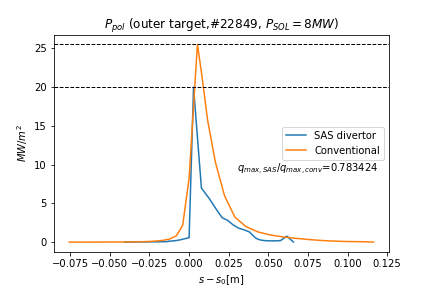 P_pol (outer target,#22849, P_SOL = 8MW)
MW/m²
25
20
15
10
5
0
SAS divertor
Conventional
q_max,SAS/q_max,conv=0.783424
−0.075 −0.050 −0.025 0.000 0.025 0.050 0.075 0.100 0.125
s − s₀[m]